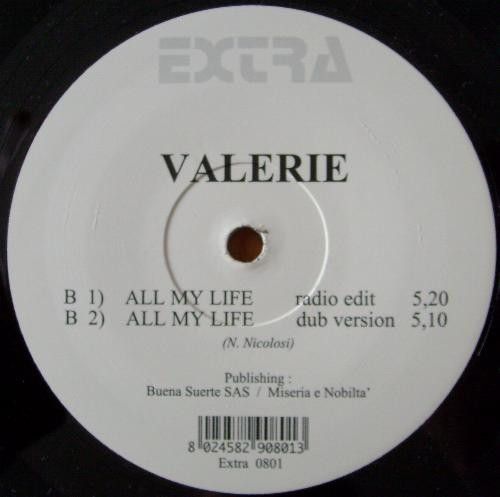 EXTRA
VALERIE
B 1) ALL MY LIFE radio edit 5,20
B 2) ALL MY LIFE dub version 5,10
(N. Nicolosi)
Publishing :
Buena Suerte SAS / Miseria e Nobilta'
8 024582 908013
Extra 0801